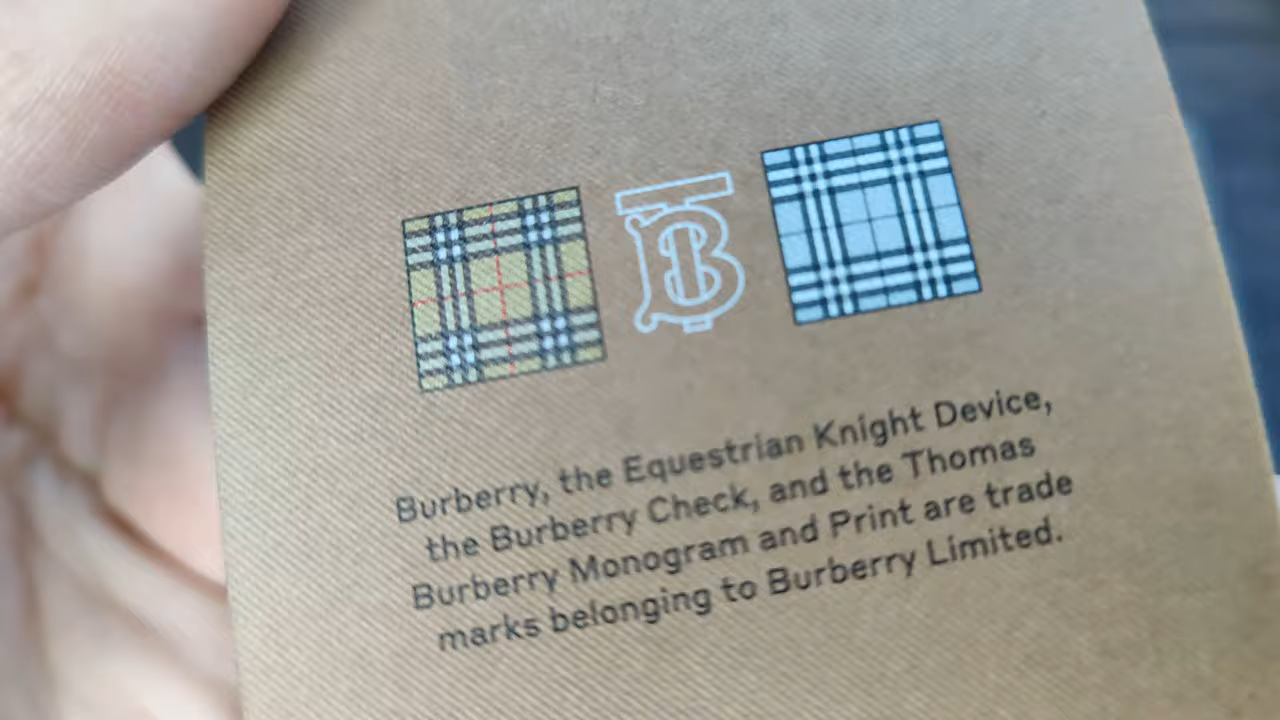 TB
Burberry, the Equestrian Knight Device,
the Burberry Check, and the Thomas
Burberry Monogram and Print are trade
marks belonging to Burberry Limited.